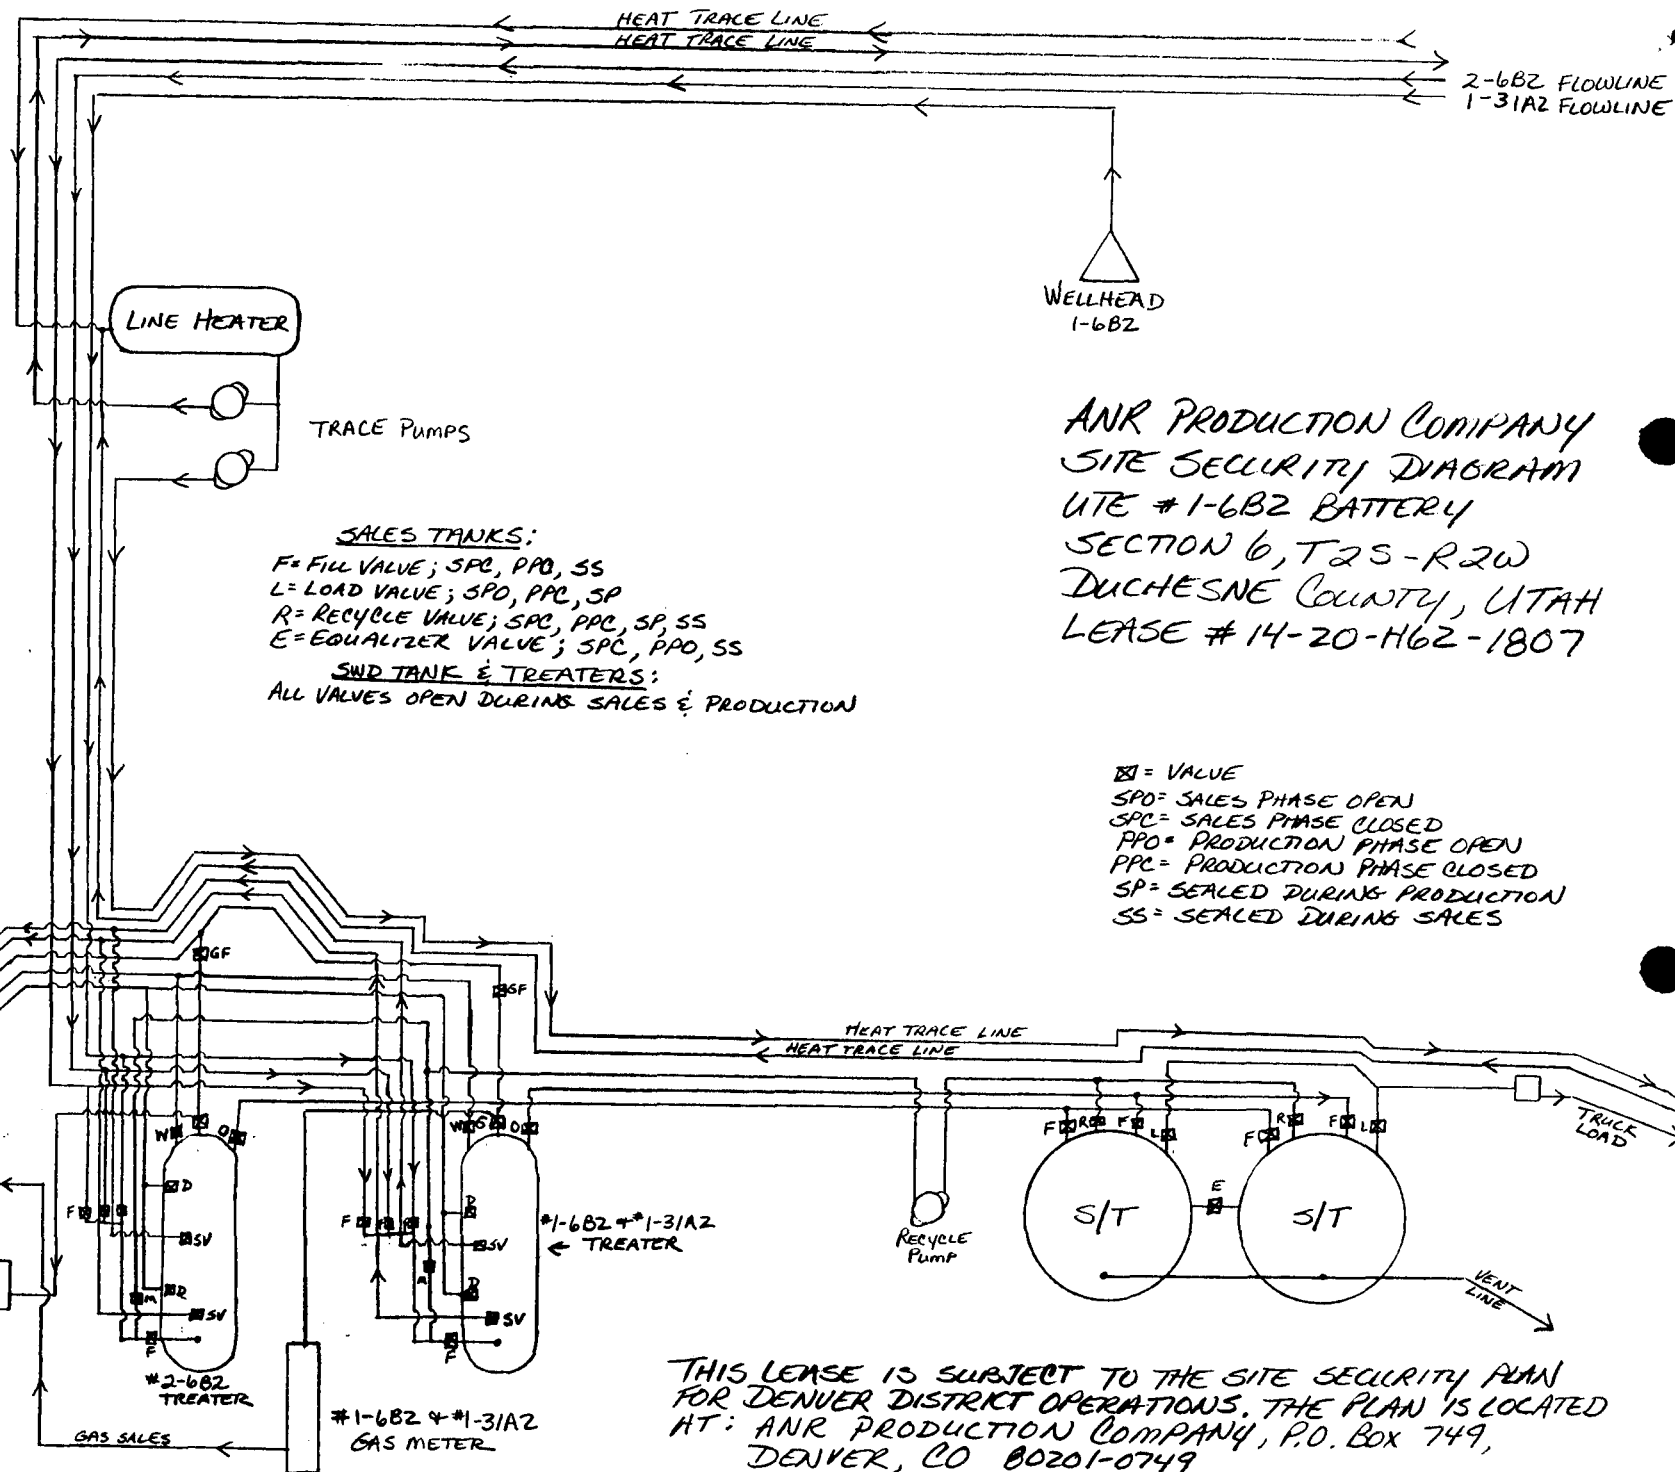 HEAT TRACE LINE
HEAT TRACE LINE
2-6B2 FLOWLINE
1-31A2 FLOWLINE
WELLHEAD
1-6B2
LINE HEATER
TRACE PUMPS
ANR PRODUCTION COMPANY
SITE SECURITY DIAGRAM
UTE #1-6B2 BATTERY
SECTION 6, T2S-R2W
DUCHESNE COUNTY, UTAH
LEASE #14-20-H62-1807
SALES TANKS:
F= FILL VALUE; SPC, PPO, SS
L= LOAD VALUE; SPO, PPC, SP
R= RECYCLE VALUE; SPC, PPC, SP, SS
E= EQUALIZER VALUE; SPC, PPO, SS
SWD TANK & TREATERS:
ALL VALVES OPEN DURING SALES & PRODUCTION
= VALUE
SPO= SALES PHASE OPEN
SPC= SALES PHASE CLOSED
PPO= PRODUCTION PHASE OPEN
PPC= PRODUCTION PHASE CLOSED
SP= SEALED DURING PRODUCTION
SS= SEALED DURING SALES
GF
GF
HEAT TRACE LINE
HEAT TRACE LINE
W O
W G O
F R F L
F R F L
TRUCK
LOAD
D
F
SV
D
M
SV
F
#2-6B2
TREATER
D
F
SV
M
D
SV
F
#1-6B2 & #1-31A2
← TREATER
RECYCLE
PUMP
S/T
E
S/T
VENT
LINE
GAS SALES
#1-6B2 & #1-31A2
GAS METER
THIS LEASE IS SUBJECT TO THE SITE SECURITY PLAN
FOR DENVER DISTRICT OPERATIONS. THE PLAN IS LOCATED
AT: ANR PRODUCTION COMPANY, P.O. BOX 749,
DENVER, CO 80201-0749